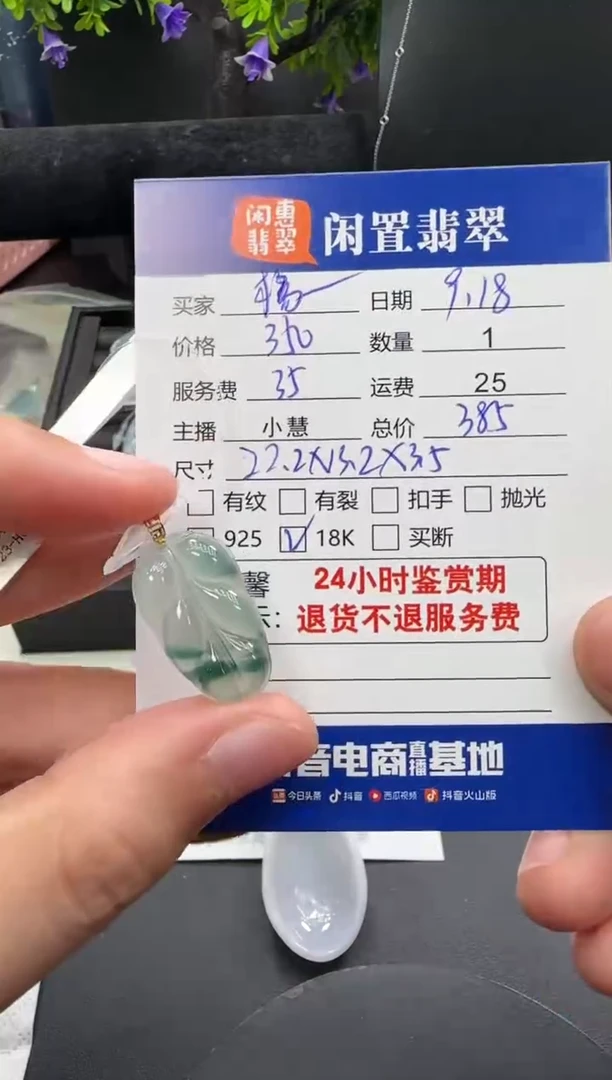 闲惠翡翠 闲置翡翠
买家 杨 日期 9.18
价格 350 数量 1
服务费 35 运费 25
主播 小慧 总价 385
尺寸 22.2X13.2X3.5
有纹 有裂 扣手 抛光
925 18K 买断
馨 24小时鉴赏期
示: 退货不退服务费
音电商直播基地
今日头条 抖音 西瓜视频 抖音火山版